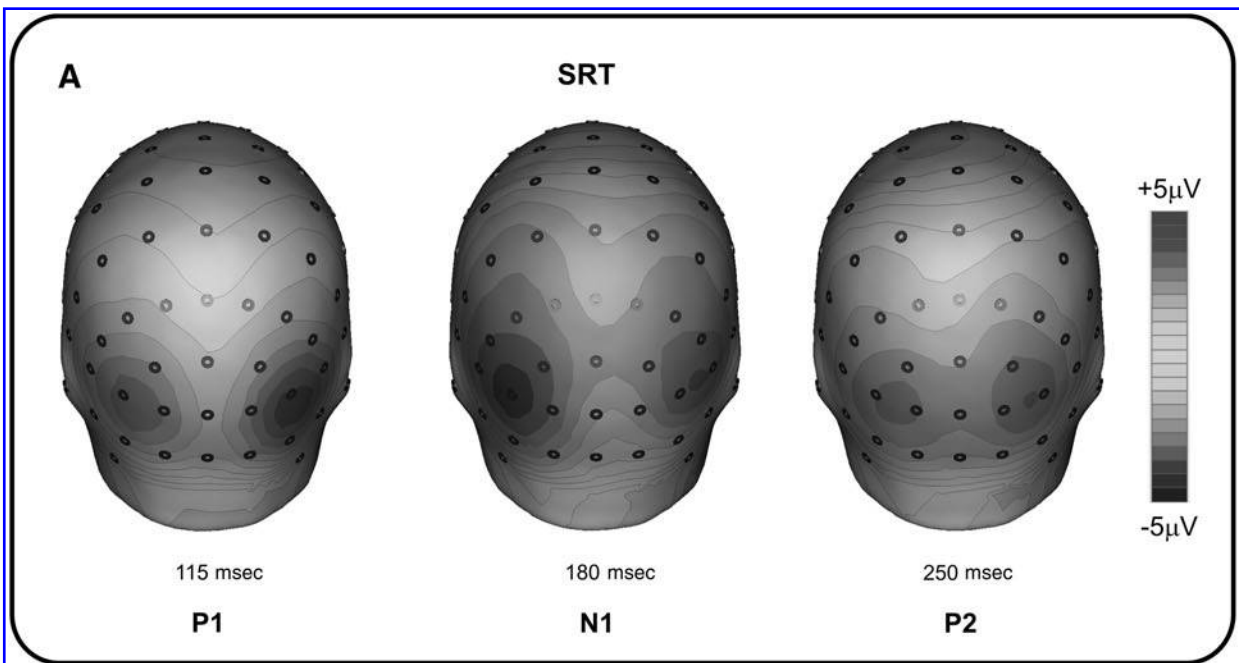 A
SRT
+5μV
-5μV
115 msec
180 msec
250 msec
P1
N1
P2